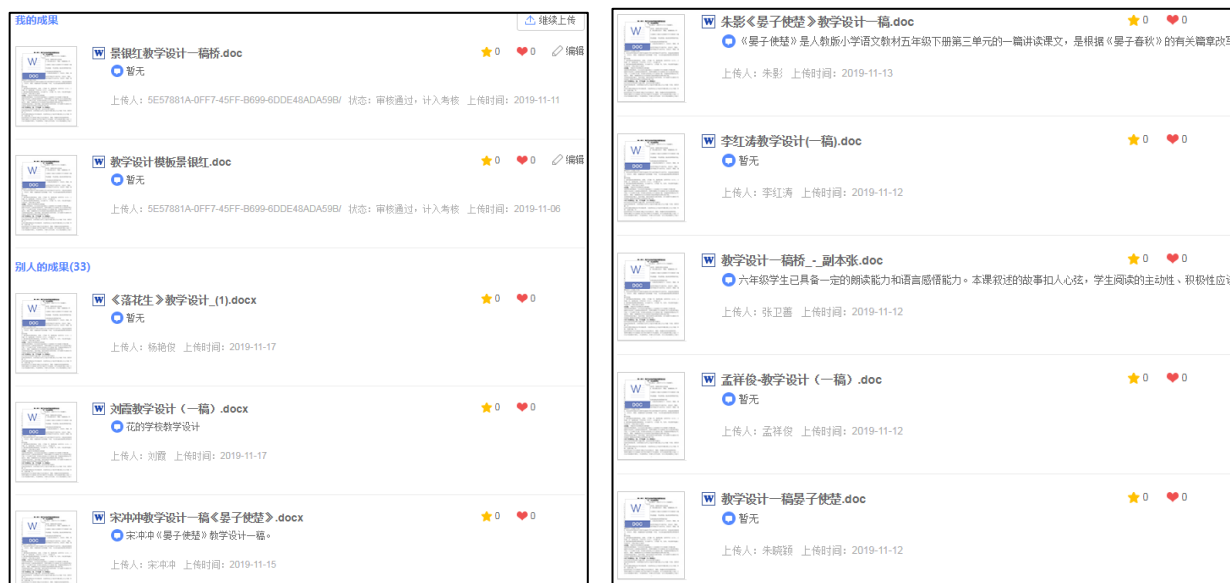 我的成果
继续上传
景银红教学设计一稿桥.doc
0 0 编辑
暂无
上传人：5E57881A-0FF7-45FF-B699-6DDE48ADA59B/ 状态：审核通过，计入考核 上传时间：2019-11-11
教学设计模板景银红.doc
0 0 编辑
暂无
上传人：5E57881A-0FF7-45FF-B699-6DDE48ADA59B/ 状态：审核通过，计入考核 上传时间：2019-11-06
别人的成果(33)
《落花生》教学设计_(1).docx
0 0
暂无
上传人：杨艳俊 上传时间：2019-11-17
刘霞教学设计（一稿）.docx
0 0
花的学校教学设计
上传人：刘霞 上传时间：2019-11-17
宋冲冲教学设计一稿《晏子使楚》.docx
0 0
宋冲冲《晏子使楚》教学设计一稿。
上传人：宋冲冲 上传时间：2019-11-15
朱影《晏子使楚》教学设计一稿.doc
0 0
《晏子使楚》是人教版小学语文教材五年级下册第三单元的一篇讲读课文，是根据《晏子春秋》的有关篇章改写
上传人：朱影 上传时间：2019-11-13
李红涛教学设计(一稿).doc
0 0
暂无
上传人：李红涛 上传时间：2019-11-12
教学设计一稿桥_-_副本张.doc
0 0
六年级学生已具备一定的朗读能力和语言感悟能力。本课叙述的故事扣人心弦，学生阅读的主动性、积极性应该
上传人：张卫蔷 上传时间：2019-11-12
孟祥俊-教学设计（一稿）.doc
0 0
暂无
上传人：孟祥俊 上传时间：2019-11-12
教学设计一稿晏子使楚.doc
0 0
暂无
上传人：朱晓颖 上传时间：2019-11-12